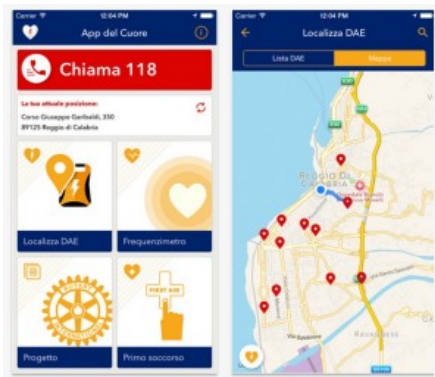 Carrier
12:04 PM
App del Cuore
Chiama 118
La tua attuale posizione:
Corso Giuseppe Garibaldi, 350
89125 Reggio di Calabria
Localizza DAE
Frequenzimetro
FIRST AID
Progetto
Primo soccorso
Carrier
12:04 PM
Localizza DAE
Lista DAE
Mappa
REGGIO DI
CALABRIA
RAVAGNESE